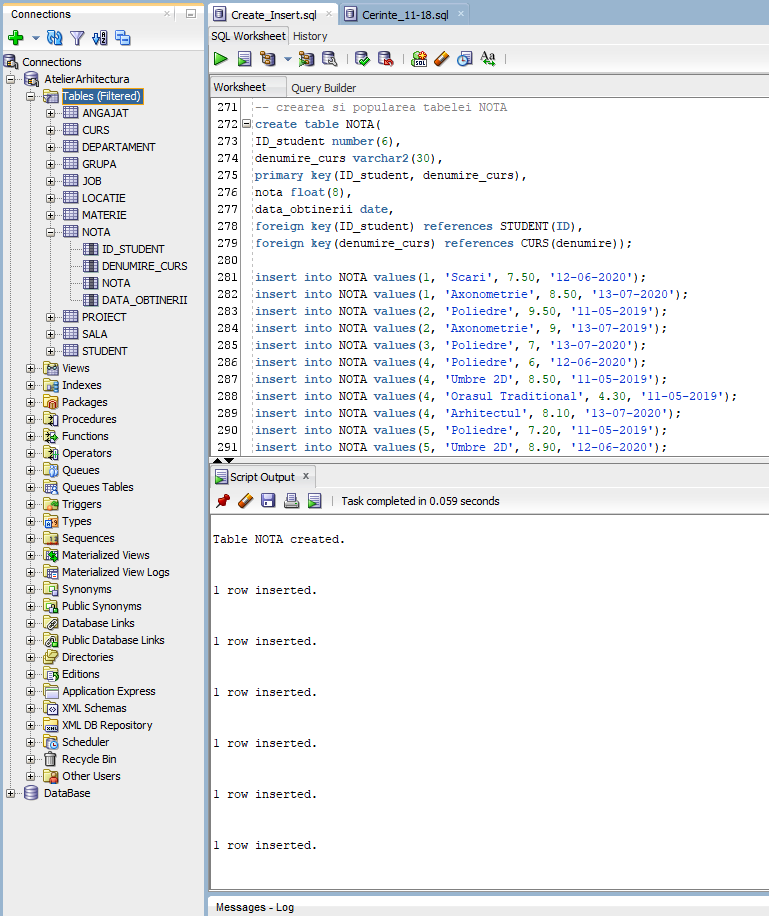 Connections
Connections
AtelierArhitectura
Tables (Filtered)
ANGAJAT
CURS
DEPARTAMENT
GRUPA
JOB
LOCATIE
MATERIE
NOTA
ID_STUDENT
DENUMIRE_CURS
NOTA
DATA_OBTINERII
PROIECT
SALA
STUDENT
Views
Indexes
Packages
Procedures
Functions
Operators
Queues
Queues Tables
Triggers
Types
Sequences
Materialized Views
Materialized View Logs
Synonyms
Public Synonyms
Database Links
Public Database Links
Directories
Editions
Application Express
XML Schemas
XML DB Repository
Scheduler
Recycle Bin
Other Users
DataBase
Create_Insert.sql Cerinte_11-18.sql
SQL Worksheet History
Aa
Worksheet Query Builder
271 -- crearea si popularea tabelei NOTA
272 create table NOTA(
273 ID_student number(6),
274 denumire_curs varchar2(30),
275 primary key(ID_student, denumire_curs),
276 nota float(8),
277 data_obtinerii date,
278 foreign key(ID_student) references STUDENT(ID),
279 foreign key(denumire_curs) references CURS(denumire));
280
281 insert into NOTA values(1, 'Scari', 7.50, '12-06-2020');
282 insert into NOTA values(1, 'Axonometrie', 8.50, '13-07-2020');
283 insert into NOTA values(2, 'Poliedre', 9.50, '11-05-2019');
284 insert into NOTA values(2, 'Axonometrie', 9, '13-07-2019');
285 insert into NOTA values(3, 'Poliedre', 7, '13-07-2020');
286 insert into NOTA values(4, 'Poliedre', 6, '12-06-2020');
287 insert into NOTA values(4, 'Umbre 2D', 8.50, '11-05-2019');
288 insert into NOTA values(4, 'Orasul Traditional', 4.30, '11-05-2019');
289 insert into NOTA values(4, 'Arhitectul', 8.10, '13-07-2020');
290 insert into NOTA values(5, 'Poliedre', 7.20, '11-05-2019');
291 insert into NOTA values(5, 'Umbre 2D', 8.90, '12-06-2020');
Script Output x
Task completed in 0.059 seconds
Table NOTA created.
1 row inserted.
1 row inserted.
1 row inserted.
1 row inserted.
1 row inserted.
1 row inserted.
Messages - Log